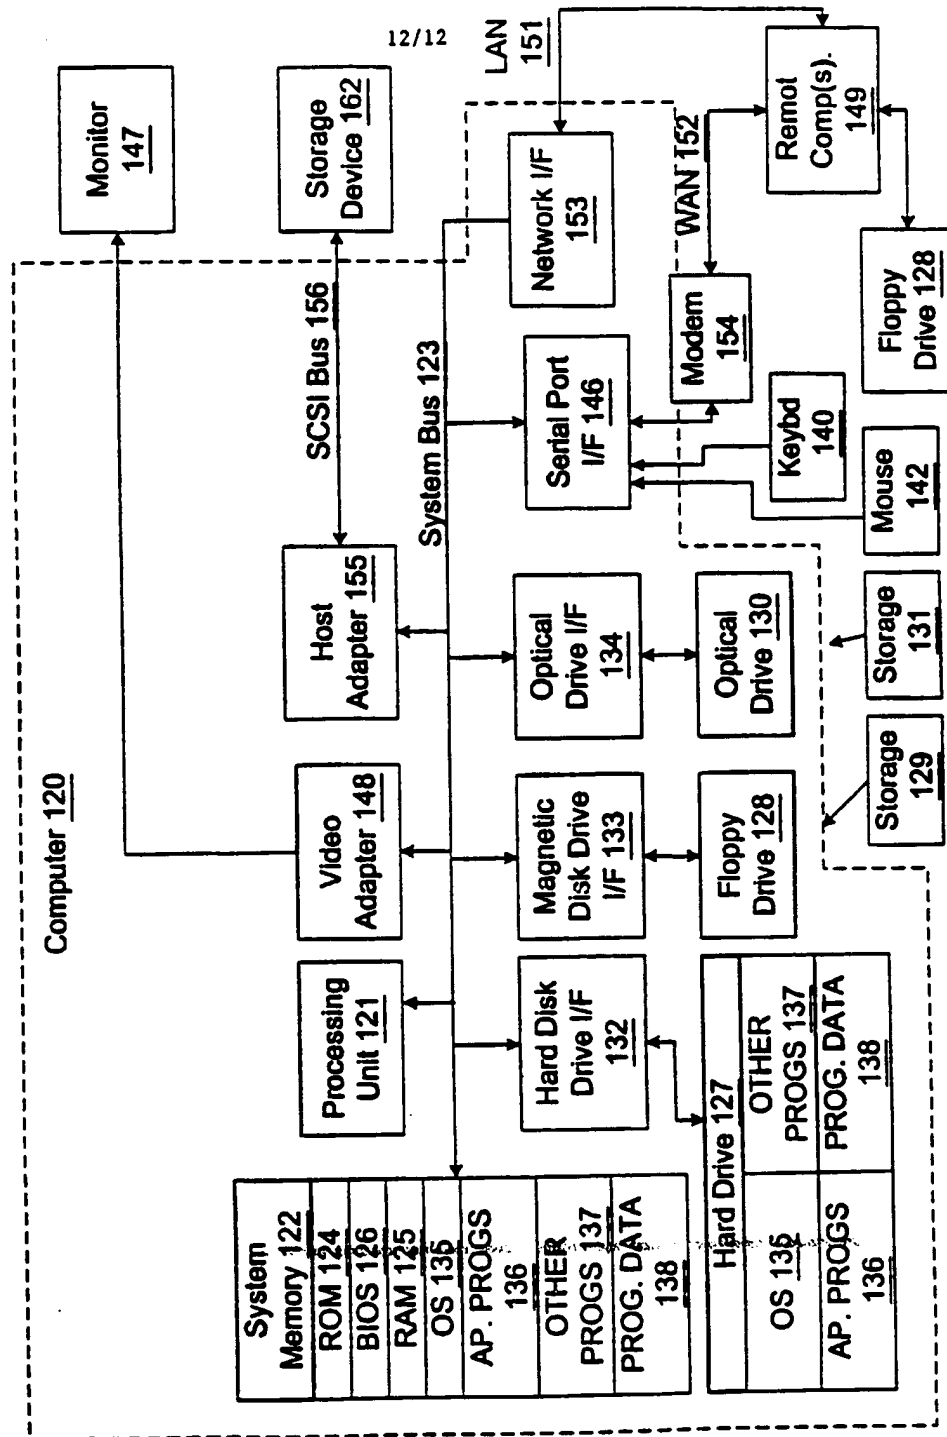 12/12
Computer 120
Monitor
147
Storage
Device 162
SCSI Bus 156
Host
Adapter 155
Video
Adapter 148
Processing
Unit 121
System Bus 123
System
Memory 122
ROM 124
BIOS 126
RAM 125
OS 135
AP. PROGS
136
OTHER
PROGS 137
PROG. DATA
138
Hard Disk
Drive I/F
132
Magnetic
Disk Drive
I/F 133
Optical
Drive I/F
134
Serial Port
I/F 146
Network I/F
153
LAN
151
Hard Drive 127
OS 135
OTHER
PROGS 137
AP. PROGS
136
PROG. DATA
138
Floppy
Drive 128
Optical
Drive 130
Modem
154
WAN 152
Remot
Comp(s).
149
Storage
129
Storage
131
Mouse
142
Keybd
140
Floppy
Drive 128